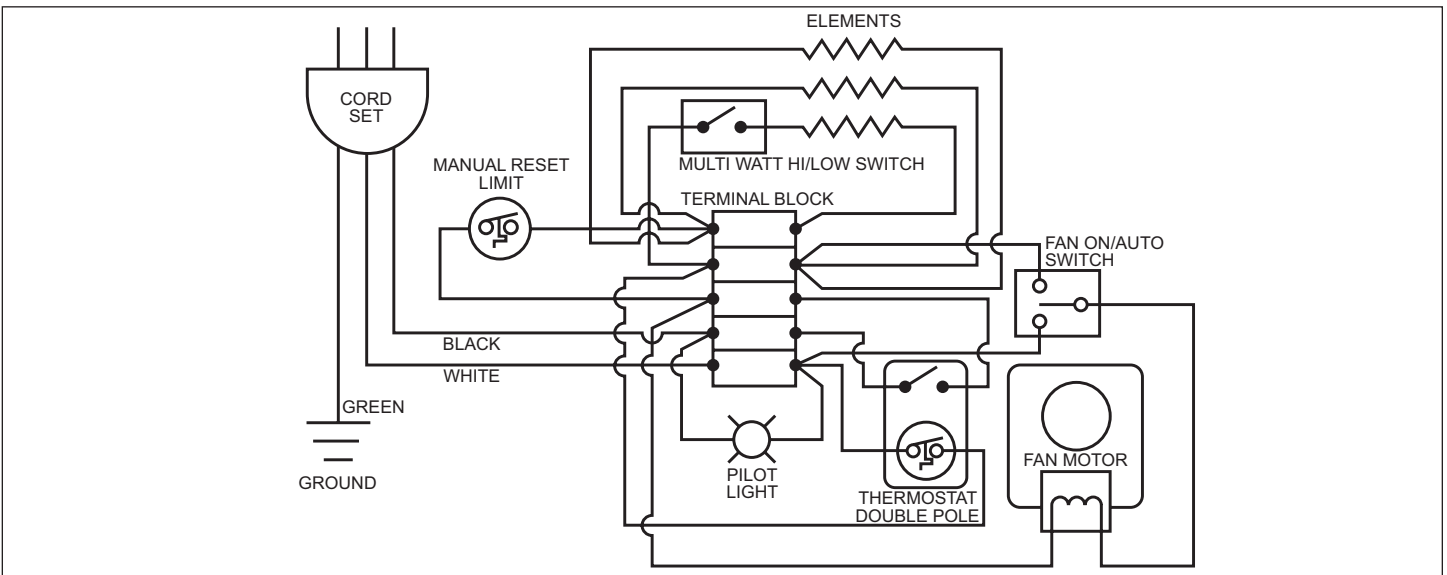 ELEMENTS
CORD
SET
MANUAL RESET
LIMIT
MULTI WATT HI/LOW SWITCH
TERMINAL BLOCK
FAN ON/AUTO
SWITCH
BLACK
WHITE
GREEN
GROUND
PILOT
LIGHT
THERMOSTAT
DOUBLE POLE
FAN MOTOR